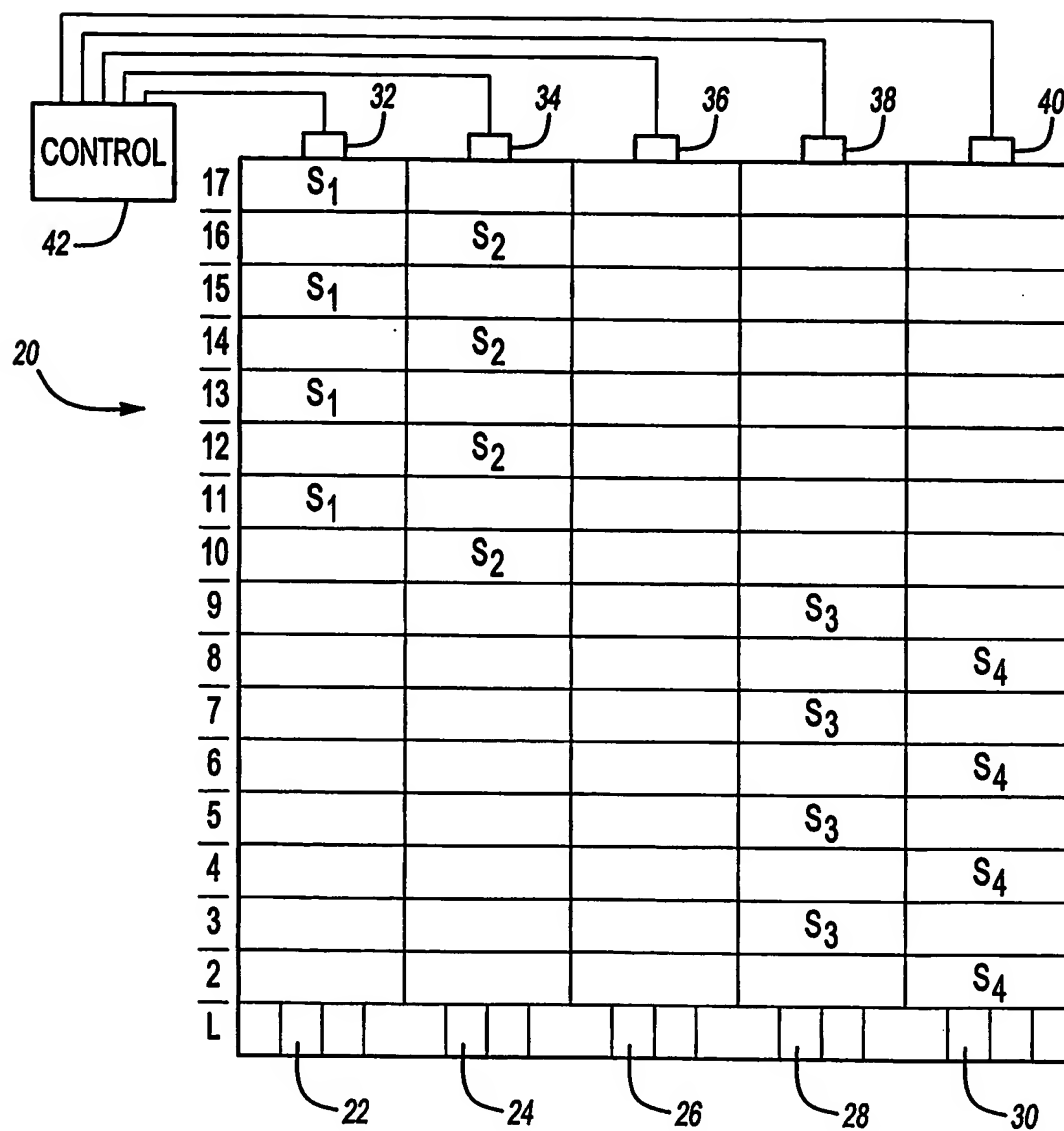 32 34 36 38 40
CONTROL
42
17 S1
16 S2
15 S1
14 S2
20
13 S1
12 S2
11 S1
10 S2
9 S3
8 S4
7 S3
6 S4
5 S3
4 S4
3 S3
2 S4
L
22 24 26 28 30